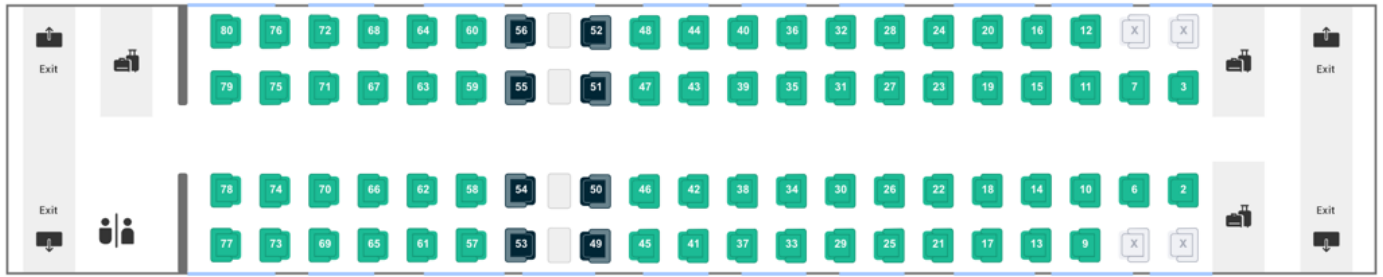 80 76 72 68 64 60 56 52 48 44 40 36 32 28 24 20 16 12 X X
Exit Exit
79 75 71 67 63 59 55 51 47 43 39 35 31 27 23 19 15 11 7 3
78 74 70 66 62 58 54 50 46 42 38 34 30 26 22 18 14 10 6 2
Exit Exit
77 73 69 65 61 57 53 49 45 41 37 33 29 25 21 17 13 9 X X